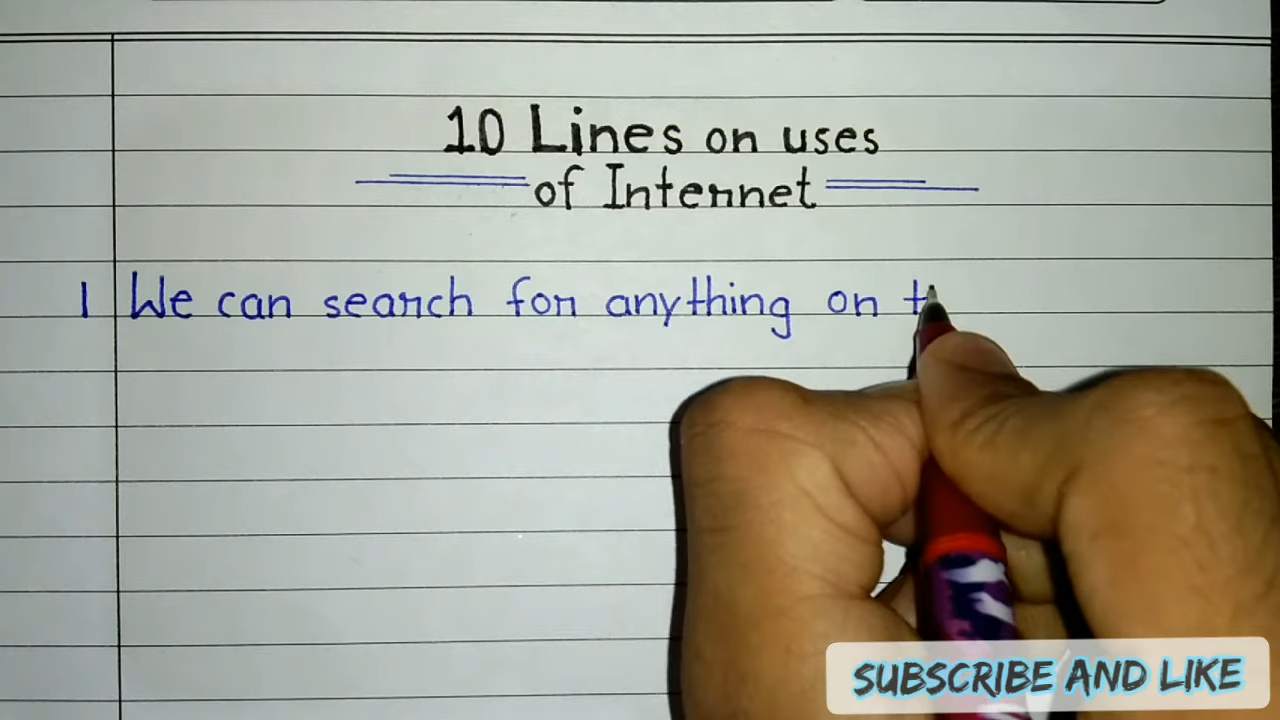 10 Lines on uses
of Internet
1 We can search for anything on t
SUBSCRIBE AND LIKE